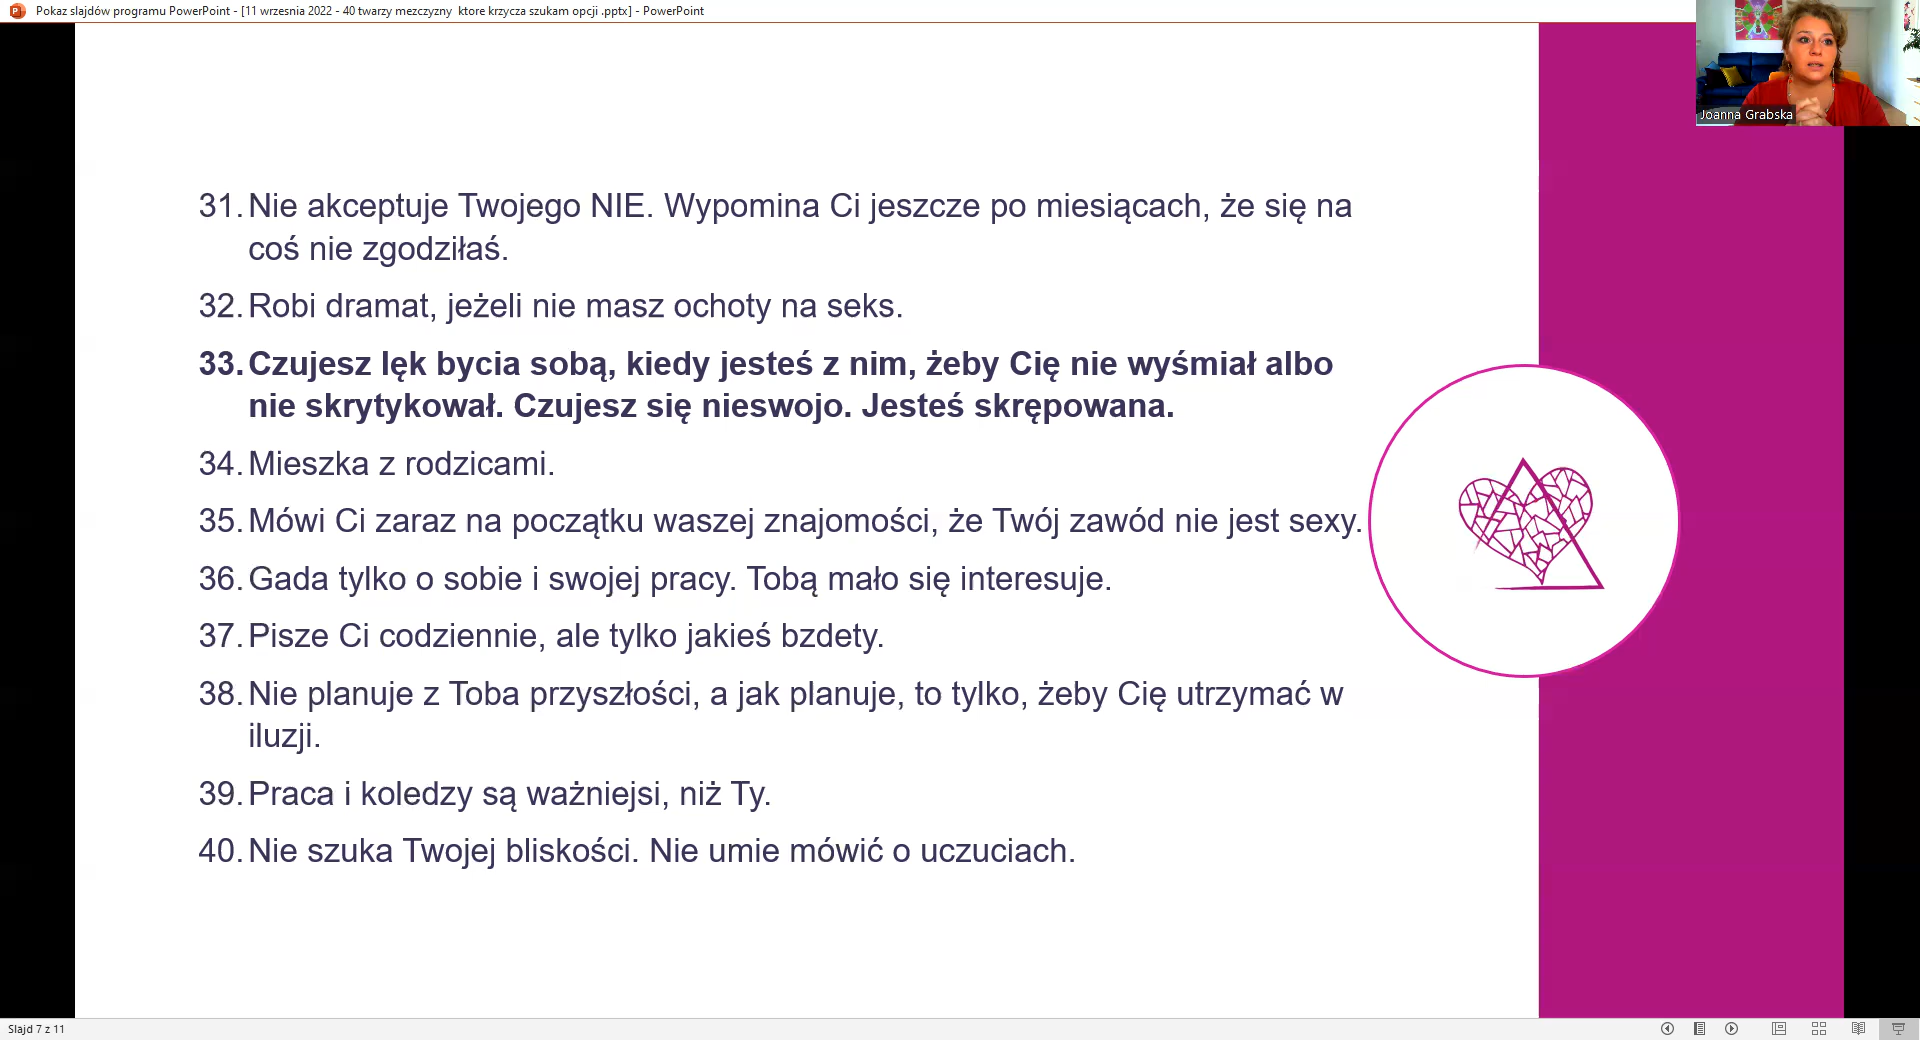 Pokaz slajdów programu PowerPoint - [11 wrzesnia 2022 - 40 twarzy mezczyzny  ktore krzycza szukam opcji .pptx] - PowerPoint
Joanna Grabska
31. Nie akceptuje Twojego NIE. Wypomina Ci jeszcze po miesiącach, że się na
coś nie zgodziłaś.
32. Robi dramat, jeżeli nie masz ochoty na seks.
33. Czujesz lęk bycia sobą, kiedy jesteś z nim, żeby Cię nie wyśmiał albo
nie skrytykował. Czujesz się nieswojo. Jesteś skrępowana.
34. Mieszka z rodzicami.
35. Mówi Ci zaraz na początku waszej znajomości, że Twój zawód nie jest sexy.
36. Gada tylko o sobie i swojej pracy. Tobą mało się interesuje.
37. Pisze Ci codziennie, ale tylko jakieś bzdety.
38. Nie planuje z Toba przyszłości, a jak planuje, to tylko, żeby Cię utrzymać w
iluzji.
39. Praca i koledzy są ważniejsi, niż Ty.
40. Nie szuka Twojej bliskości. Nie umie mówić o uczuciach.
Slajd 7 z 11